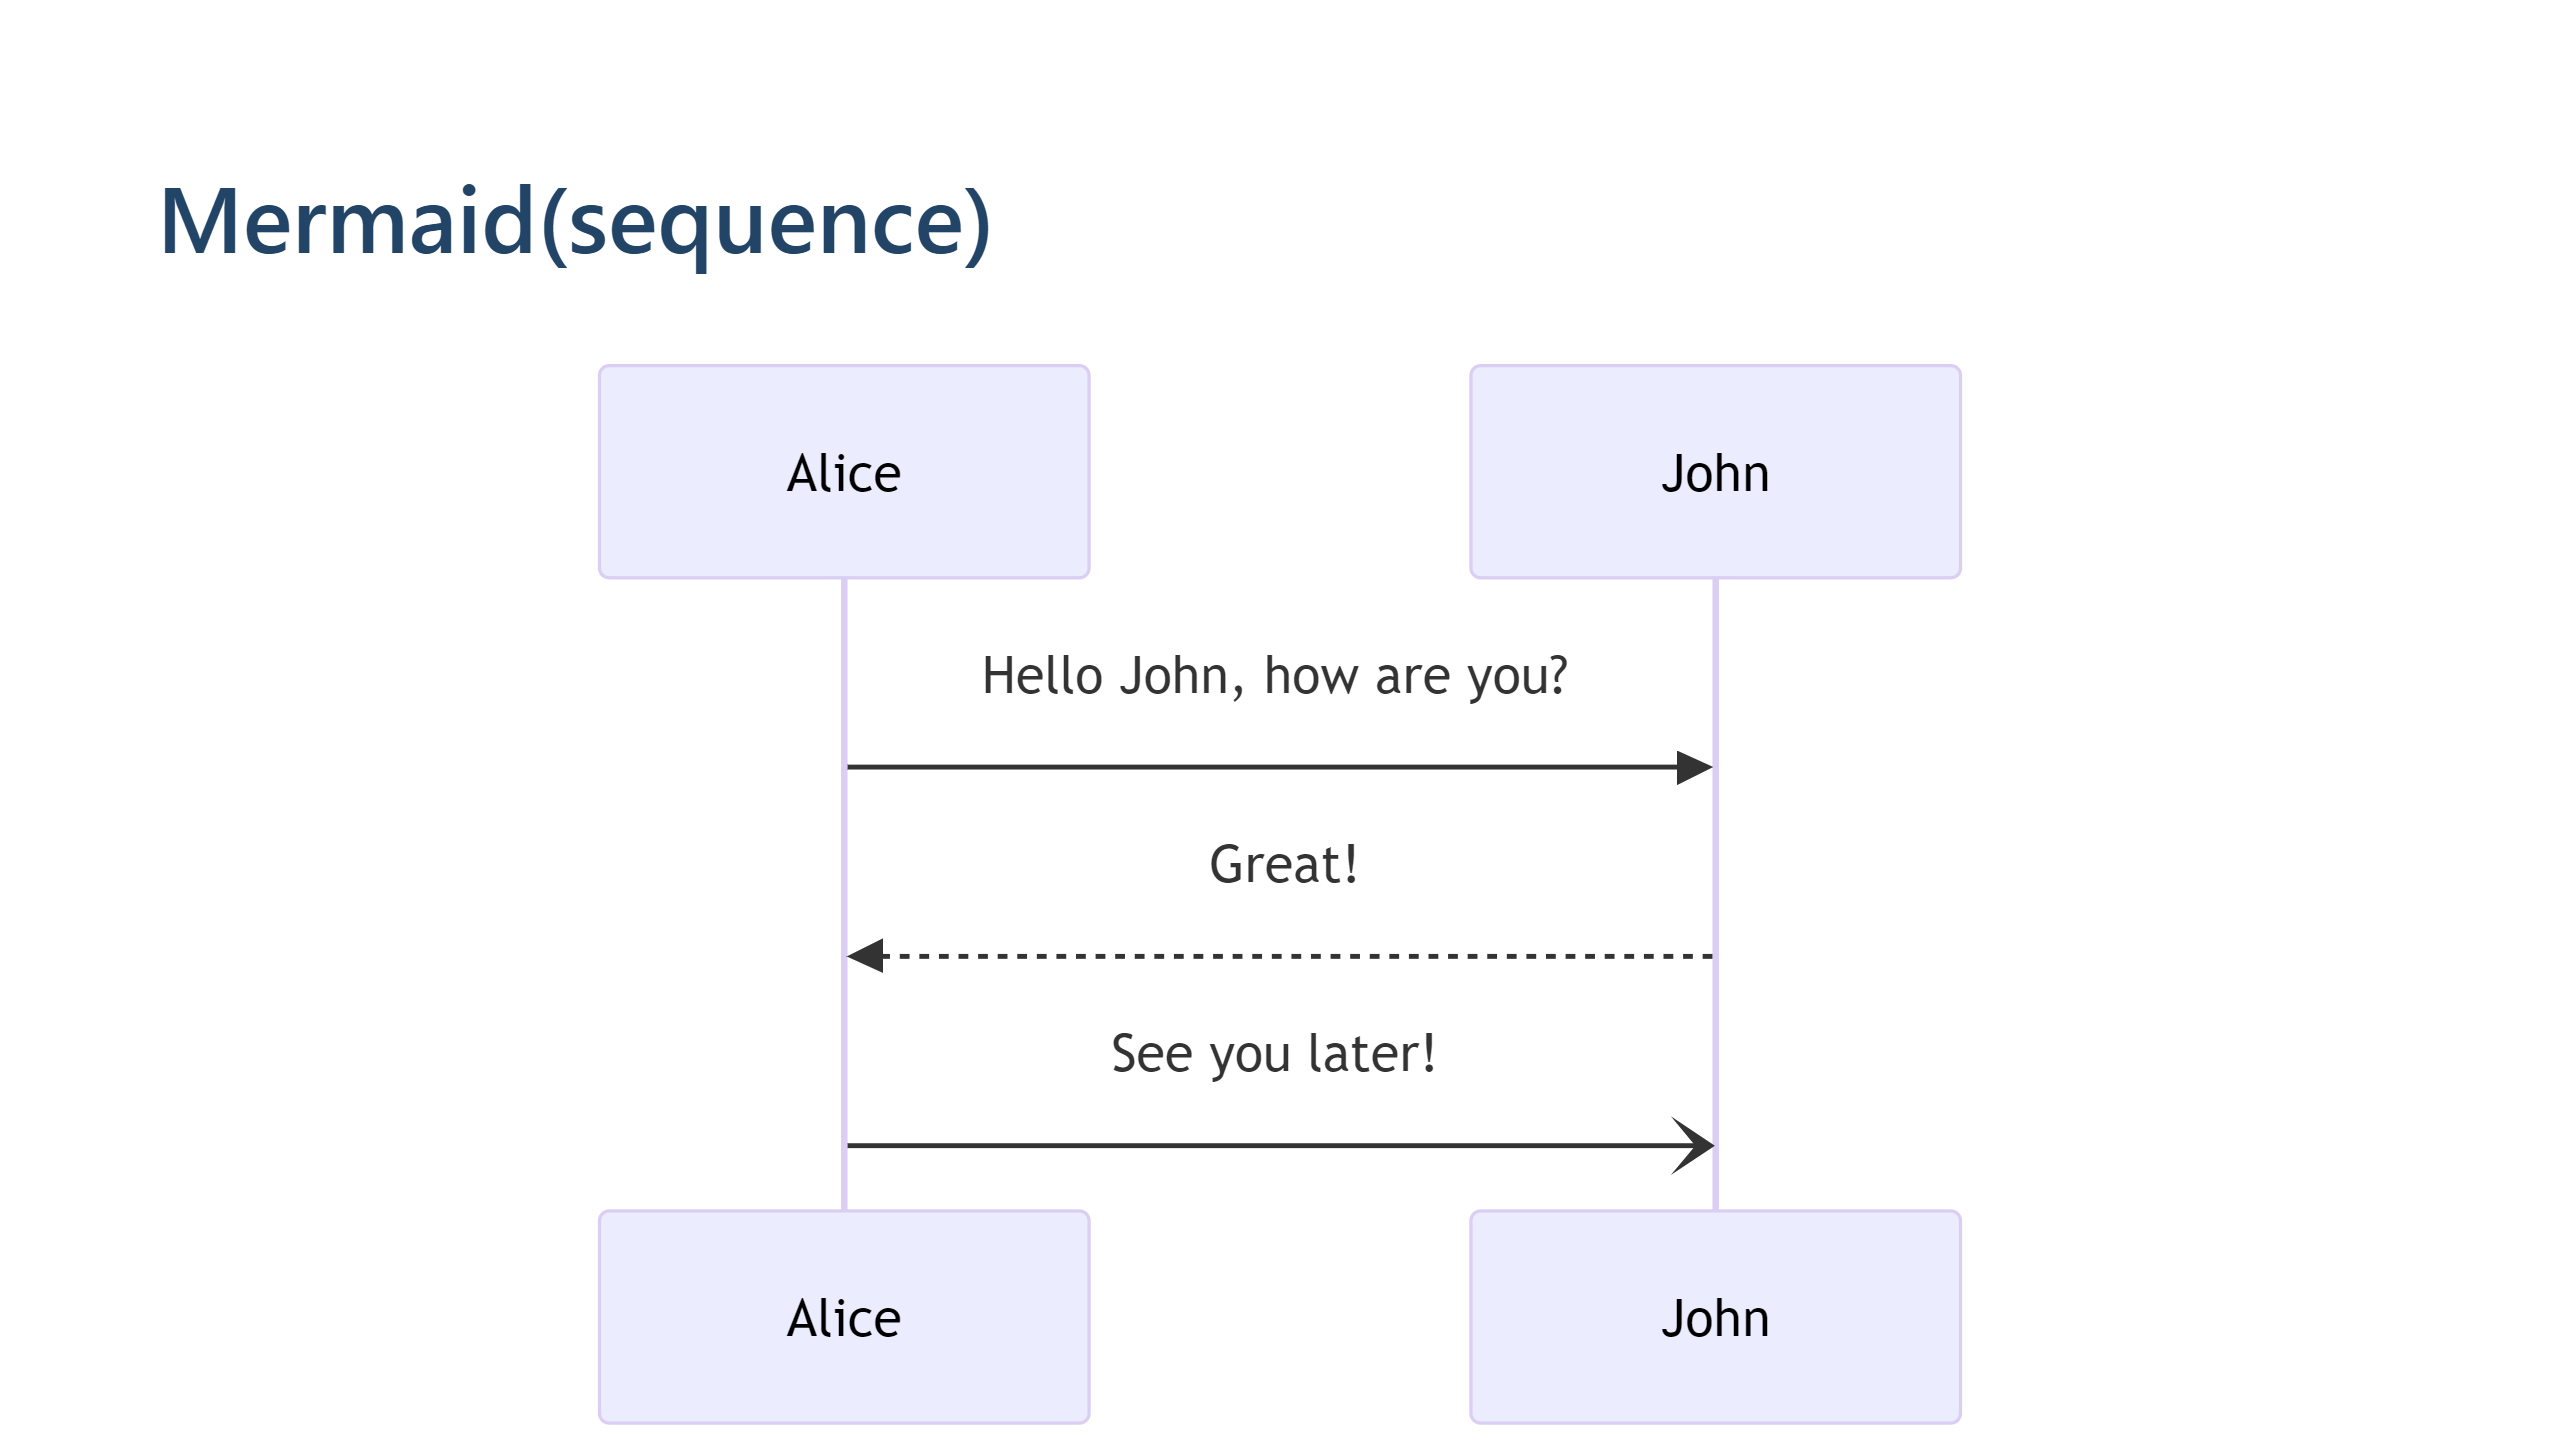 Mermaid(sequence)
Alice
John
Hello John, how are you?
Great!
See you later!
Alice
John